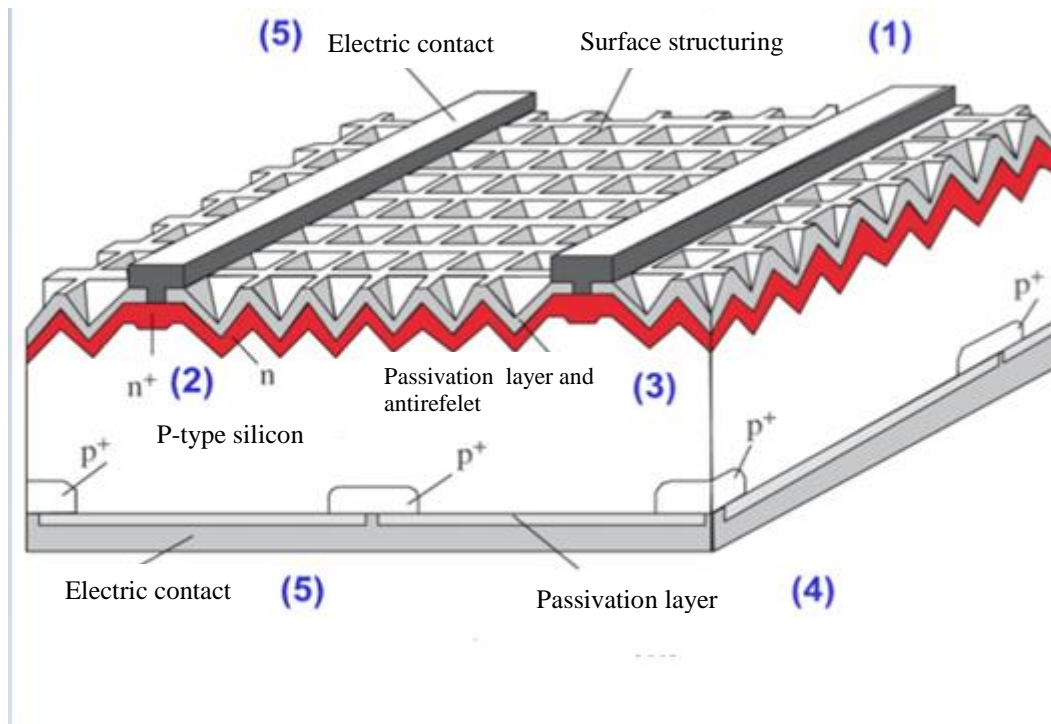 (5) Electric contact Surface structuring (1)
p⁺
n⁺ (2) n Passivation layer and (3)
antirefelet
P-type silicon
p⁺ p⁺ p⁺
Electric contact (5) Passivation layer (4)